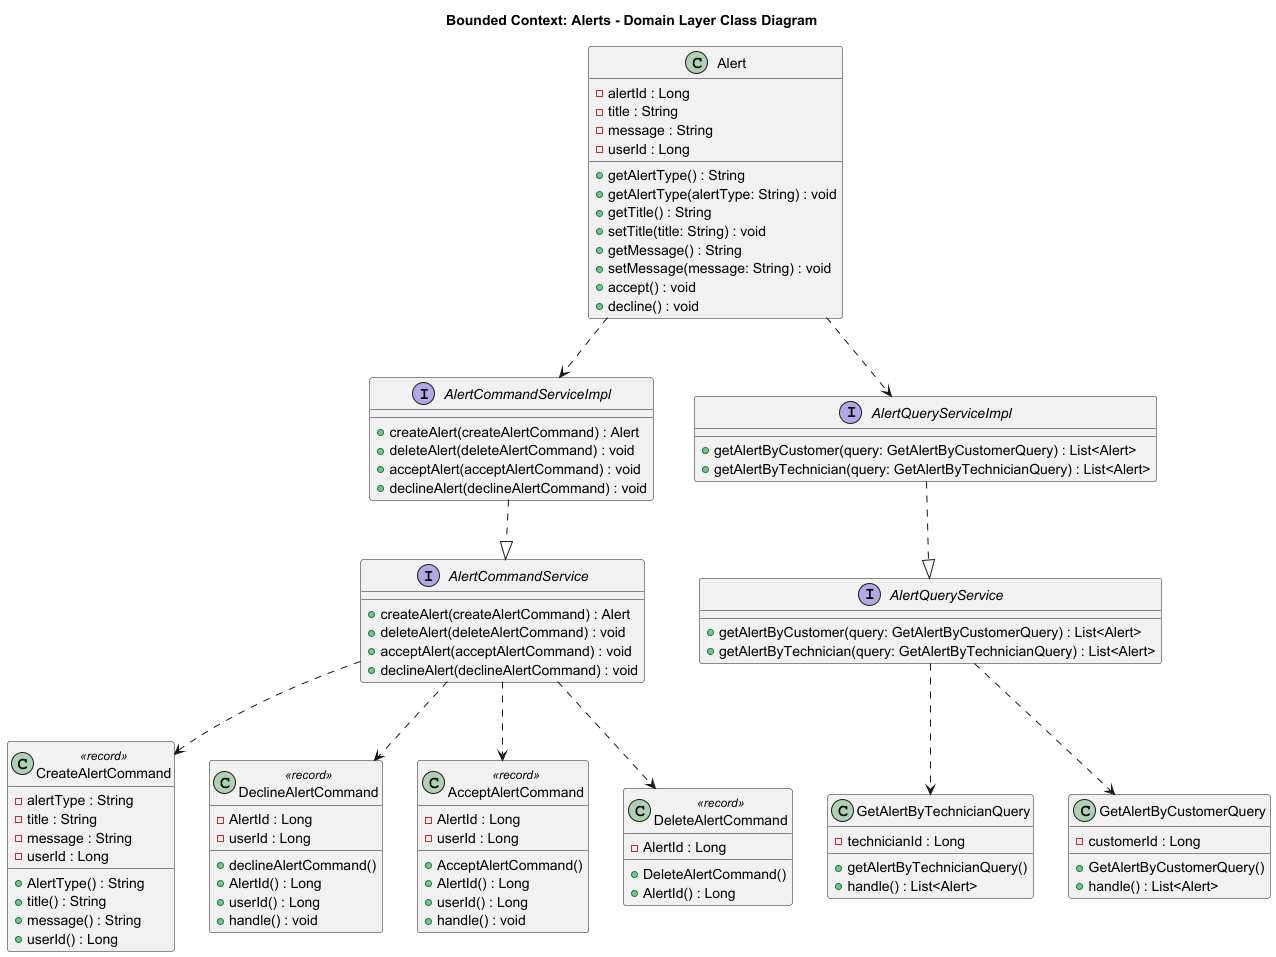 Bounded Context: Alerts - Domain Layer Class Diagram
C Alert
alertId : Long
title : String
message : String
userId : Long
getAlertType() : String
getAlertType(alertType: String) : void
getTitle() : String
setTitle(title: String) : void
getMessage() : String
setMessage(message: String) : void
accept() : void
decline() : void
I AlertCommandServiceImpl
createAlert(createAlertCommand) : Alert
deleteAlert(deleteAlertCommand) : void
acceptAlert(acceptAlertCommand) : void
declineAlert(declineAlertCommand) : void
I AlertQueryServiceImpl
getAlertByCustomer(query: GetAlertByCustomerQuery) : List<Alert>
getAlertByTechnician(query: GetAlertByTechnicianQuery) : List<Alert>
I AlertCommandService
createAlert(createAlertCommand) : Alert
deleteAlert(deleteAlertCommand) : void
acceptAlert(acceptAlertCommand) : void
declineAlert(declineAlertCommand) : void
I AlertQueryService
getAlertByCustomer(query: GetAlertByCustomerQuery) : List<Alert>
getAlertByTechnician(query: GetAlertByTechnicianQuery) : List<Alert>
«record»
C CreateAlertCommand
alertType : String
title : String
message : String
userId : Long
AlertType() : String
title() : String
message() : String
userId() : Long
«record»
C DeclineAlertCommand
AlertId : Long
userId : Long
declineAlertCommand()
AlertId() : Long
userId() : Long
handle() : void
«record»
C AcceptAlertCommand
AlertId : Long
userId : Long
AcceptAlertCommand()
AlertId() : Long
userId() : Long
handle() : void
«record»
C DeleteAlertCommand
AlertId : Long
DeleteAlertCommand()
AlertId() : Long
C GetAlertByTechnicianQuery
technicianId : Long
getAlertByTechnicianQuery()
handle() : List<Alert>
C GetAlertByCustomerQuery
customerId : Long
GetAlertByCustomerQuery()
handle() : List<Alert>